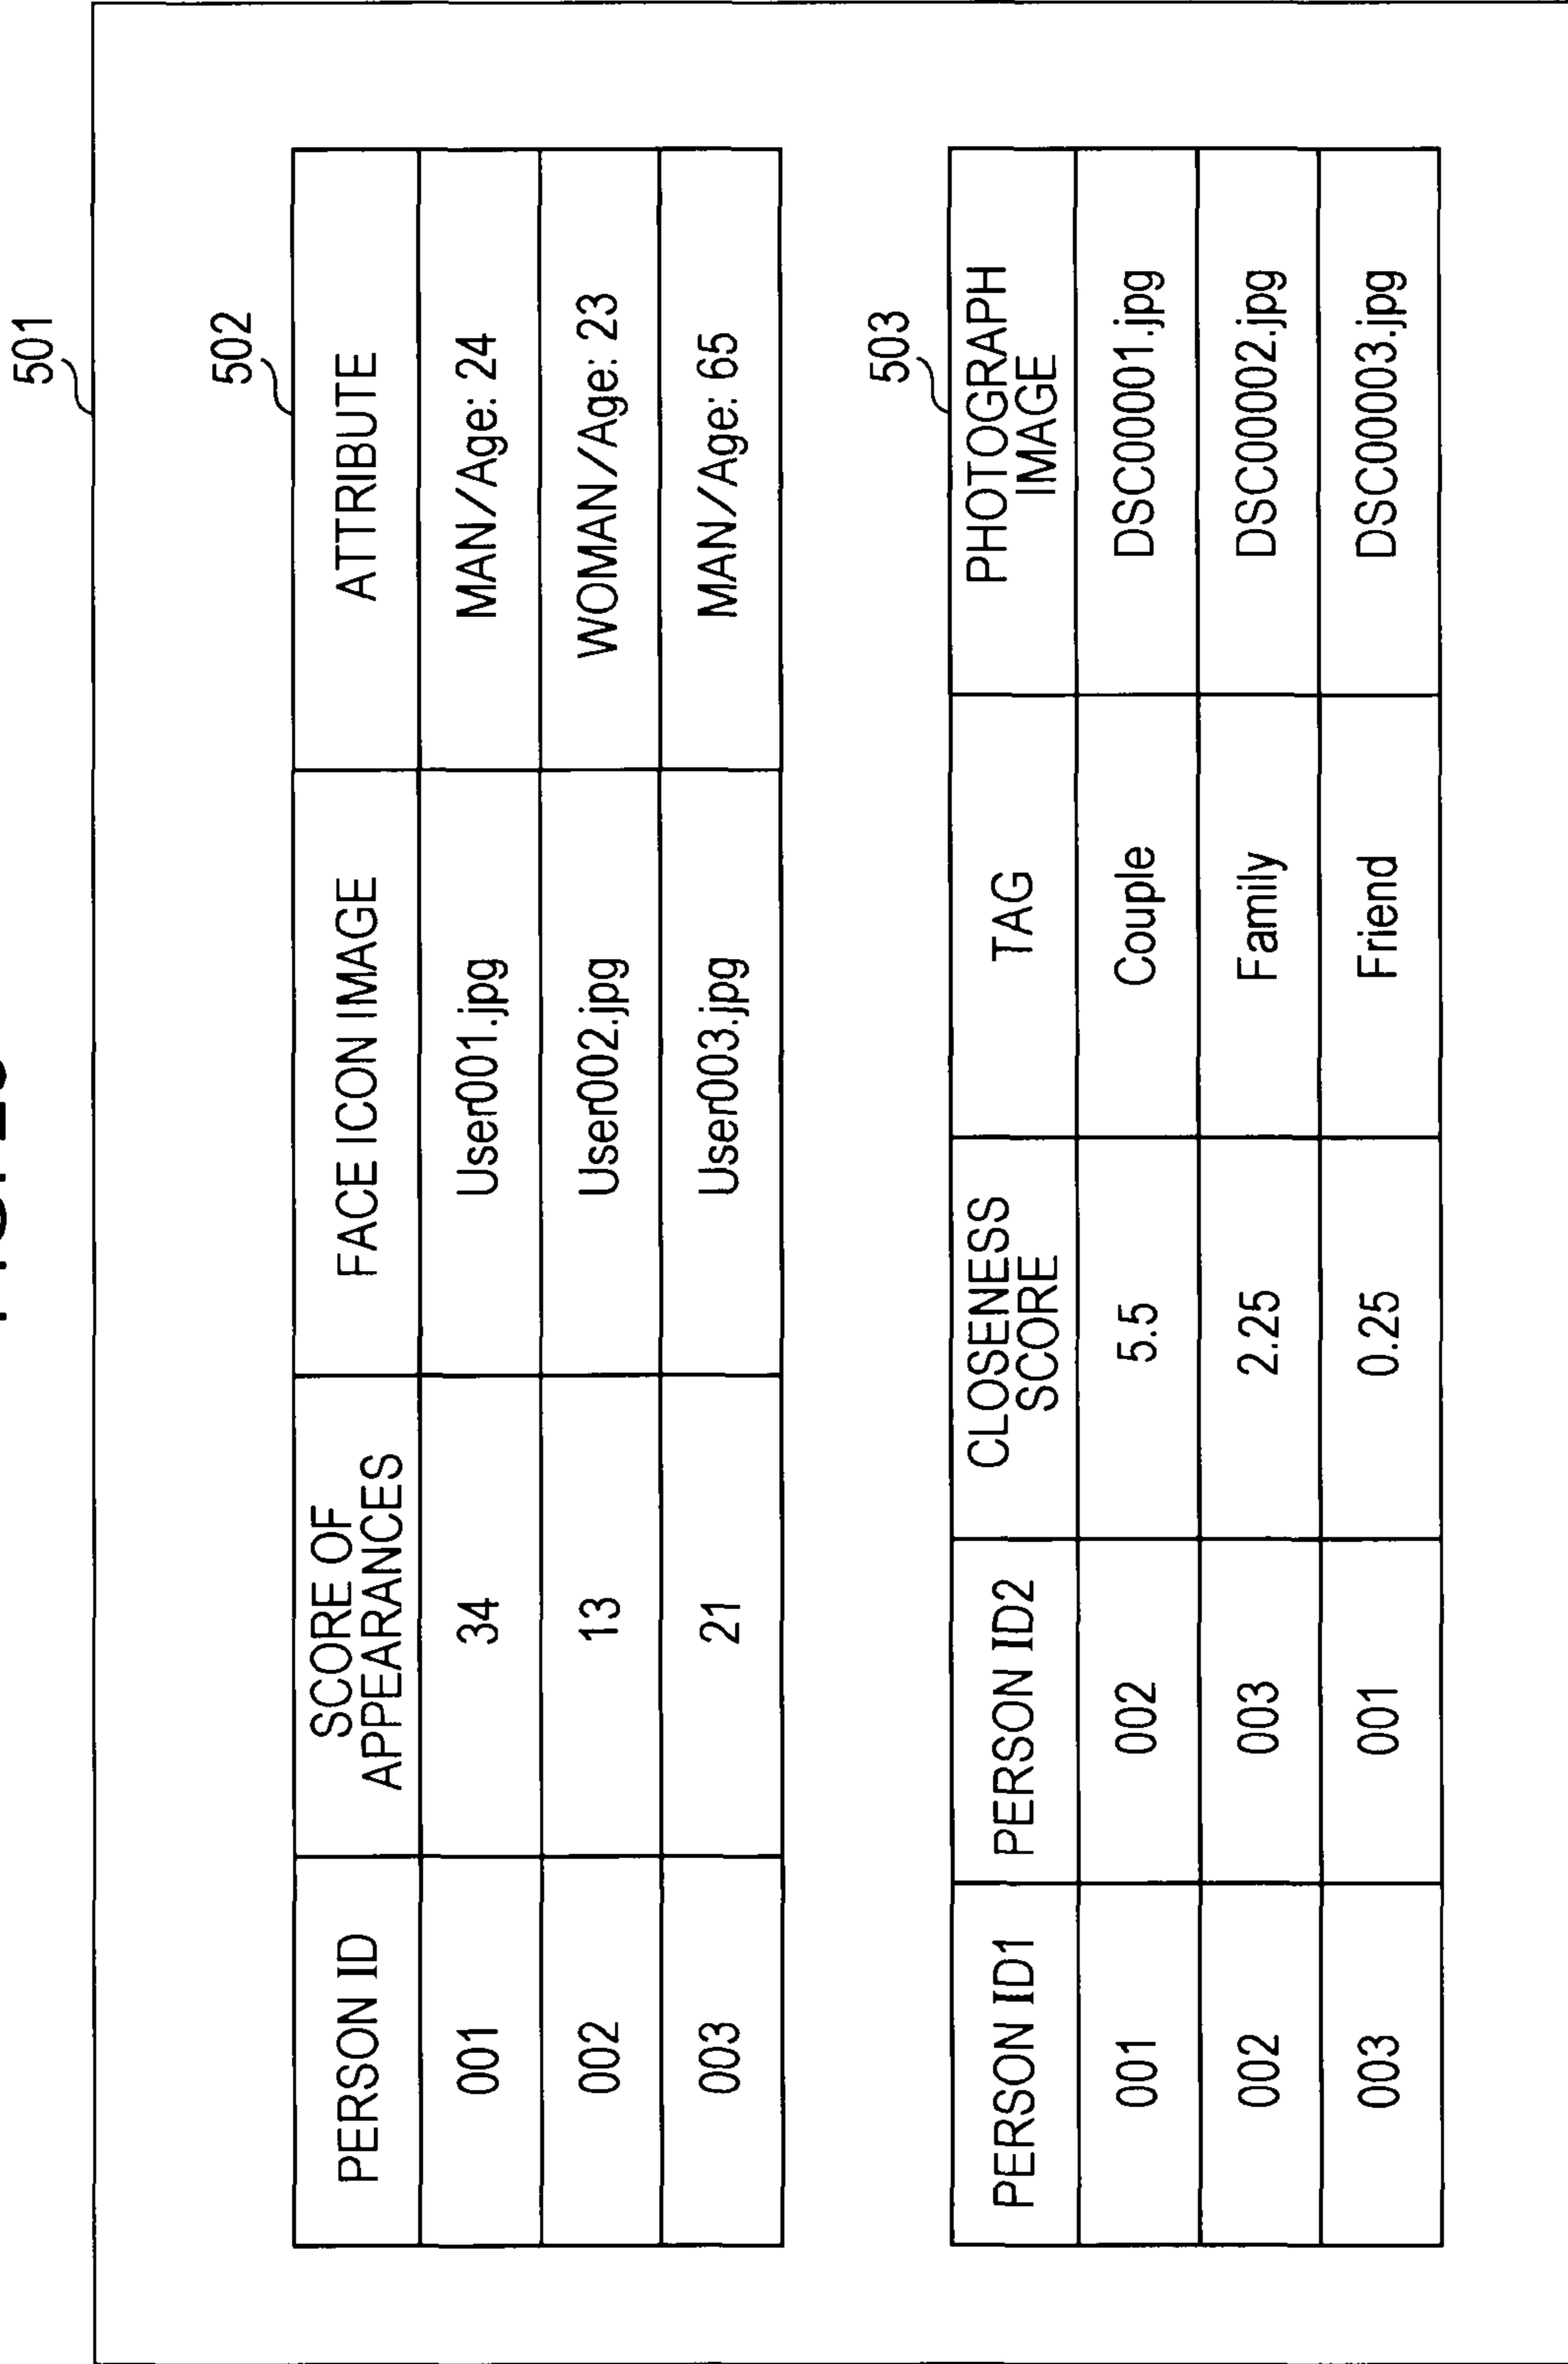 501
502
PERSON ID
SCORE OF
APPEARANCES
FACE ICON IMAGE
ATTRIBUTE
001
34
User001.jpg
MAN/Age: 24
002
13
User002.jpg
WOMAN/Age: 23
003
21
User003.jpg
MAN/Age: 65
503
PERSON ID1
PERSON ID2
CLOSENESS
SCORE
TAG
PHOTOGRAPH
IMAGE
001
002
5.5
Couple
DSC00001.jpg
002
003
2.25
Family
DSC00002.jpg
003
001
0.25
Friend
DSC00003.jpg